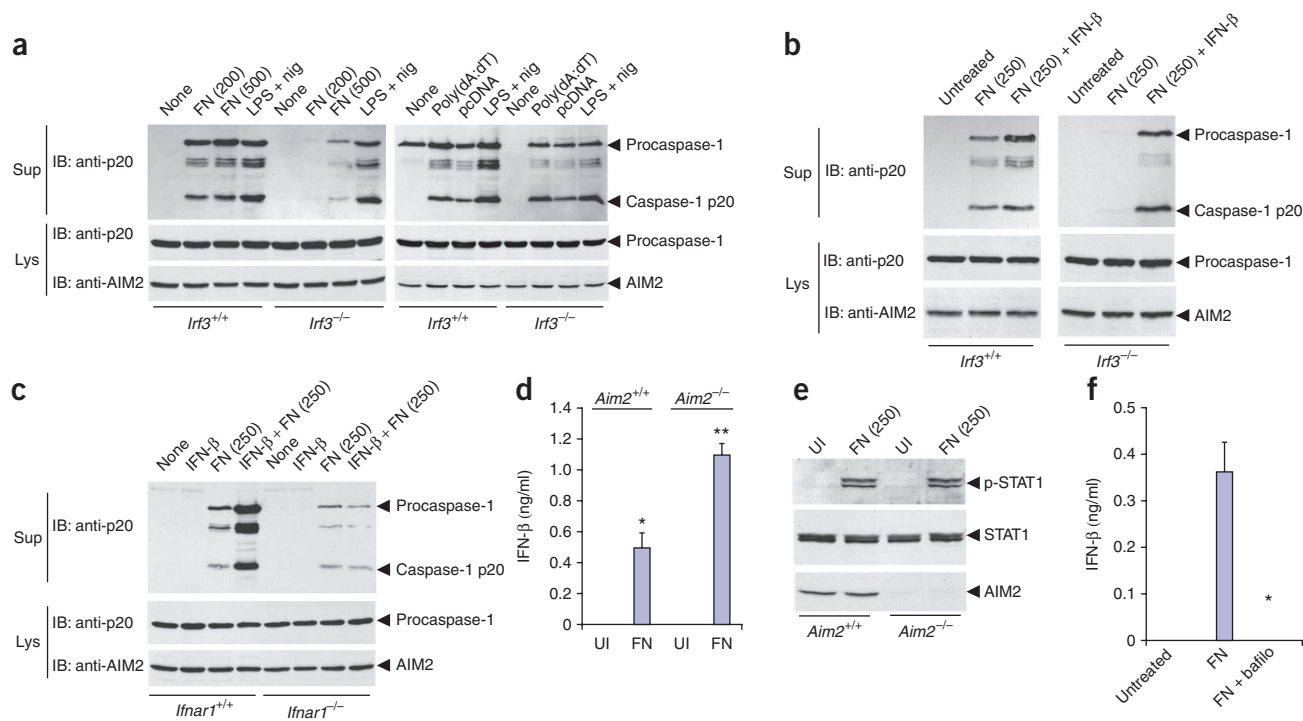 a
None
FN (200)
FN (500)
LPS + nig
None
FN (200)
FN (500)
LPS + nig
None
Poly(dA:dT)
pcDNA
LPS + nig
None
Poly(dA:dT)
pcDNA
LPS + nig
Sup
IB: anti-p20
Procaspase-1
Caspase-1 p20
Lys
IB: anti-p20
Procaspase-1
IB: anti-AIM2
AIM2
Irf3+/+
Irf3–/–
Irf3+/+
Irf3–/–
b
Untreated
FN (250)
FN (250) + IFN-β
Untreated
FN (250)
FN (250) + IFN-β
Sup
IB: anti-p20
Procaspase-1
Caspase-1 p20
Lys
IB: anti-p20
Procaspase-1
IB: anti-AIM2
AIM2
Irf3+/+
Irf3–/–
c
None
IFN-β
FN (250)
IFN-β + FN (250)
None
IFN-β
FN (250)
IFN-β + FN (250)
Sup
IB: anti-p20
Procaspase-1
Caspase-1 p20
Lys
IB: anti-p20
Procaspase-1
IB: anti-AIM2
AIM2
Ifnar1+/+
Ifnar1–/–
d
Aim2+/+
Aim2–/–
IFN-β (ng/ml)
1.4
1.2
1.0
0.8
0.6
0.4
0.2
0
*
**
UI
FN
UI
FN
e
UI
FN (250)
UI
FN (250)
p-STAT1
STAT1
AIM2
Aim2+/+
Aim2–/–
f
IFN-β (ng/ml)
0.5
0.4
0.3
0.2
0.1
0
*
Untreated
FN
FN + bafilo